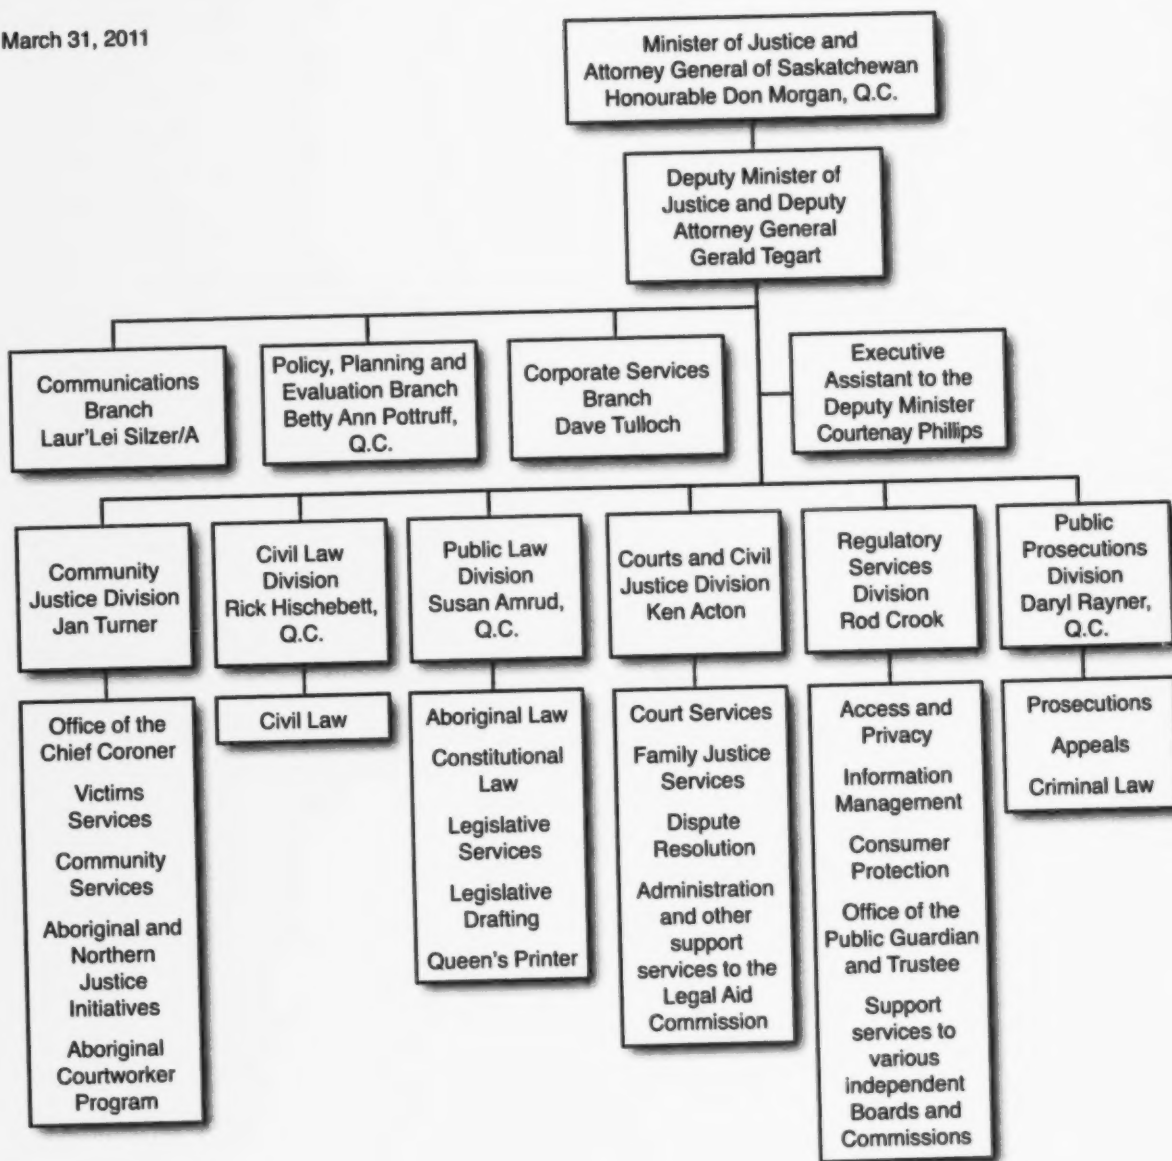 March 31, 2011
Minister of Justice and
Attorney General of Saskatchewan
Honourable Don Morgan, Q.C.
Deputy Minister of
Justice and Deputy
Attorney General
Gerald Tegart
Communications
Branch
Laur'Lei Silzer/A
Policy, Planning and
Evaluation Branch
Betty Ann Pottruff,
Q.C.
Corporate Services
Branch
Dave Tulloch
Executive
Assistant to the
Deputy Minister
Courtenay Phillips
Community
Justice Division
Jan Turner
Civil Law
Division
Rick Hischebett,
Q.C.
Public Law
Division
Susan Amrud,
Q.C.
Courts and Civil
Justice Division
Ken Acton
Regulatory
Services
Division
Rod Crook
Public
Prosecutions
Division
Daryl Rayner,
Q.C.
Office of the
Chief Coroner
Victims
Services
Community
Services
Aboriginal and
Northern
Justice
Initiatives
Aboriginal
Courtworker
Program
Civil Law
Aboriginal Law
Constitutional
Law
Legislative
Services
Legislative
Drafting
Queen's Printer
Court Services
Family Justice
Services
Dispute
Resolution
Administration
and other
support
services to the
Legal Aid
Commission
Access and
Privacy
Information
Management
Consumer
Protection
Office of the
Public Guardian
and Trustee
Support
services to
various
independent
Boards and
Commissions
Prosecutions
Appeals
Criminal Law